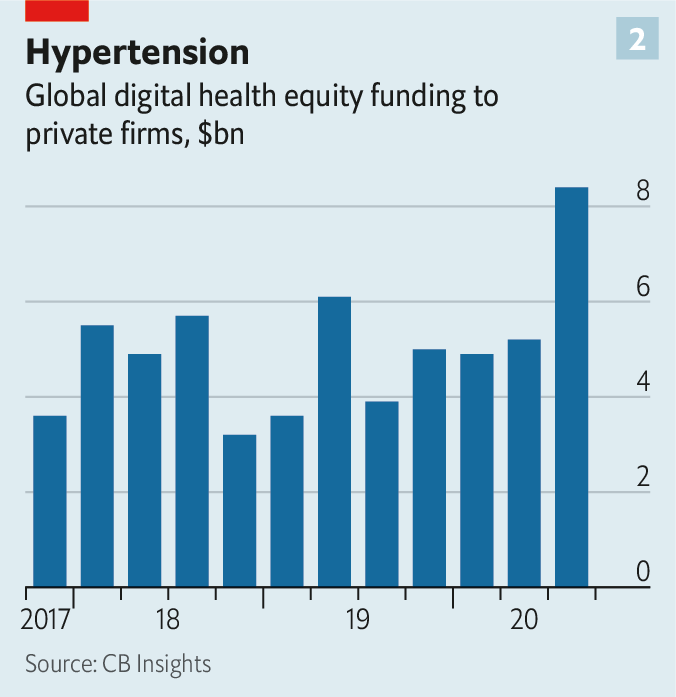 2
Hypertension
Global digital health equity funding to
private firms, $bn
8
6
4
2
0
2017 18 19 20
Source: CB Insights